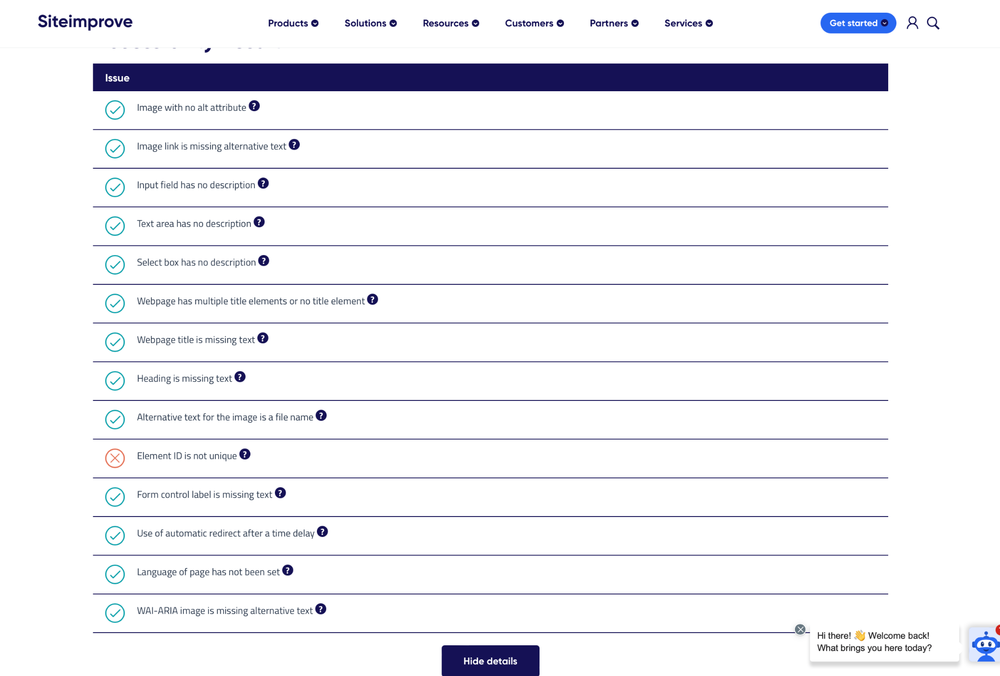 Siteimprove
Products
Solutions
Resources
Customers
Partners
Services
Get started
Issue
Image with no alt attribute ?
Image link is missing alternative text ?
Input field has no description ?
Text area has no description ?
Select box has no description ?
Webpage has multiple title elements or no title element ?
Webpage title is missing text ?
Heading is missing text ?
Alternative text for the image is a file name ?
Element ID is not unique ?
Form control label is missing text ?
Use of automatic redirect after a time delay ?
Language of page has not been set ?
WAI-ARIA image is missing alternative text ?
Hi there! 👋 Welcome back!
What brings you here today?
Hide details